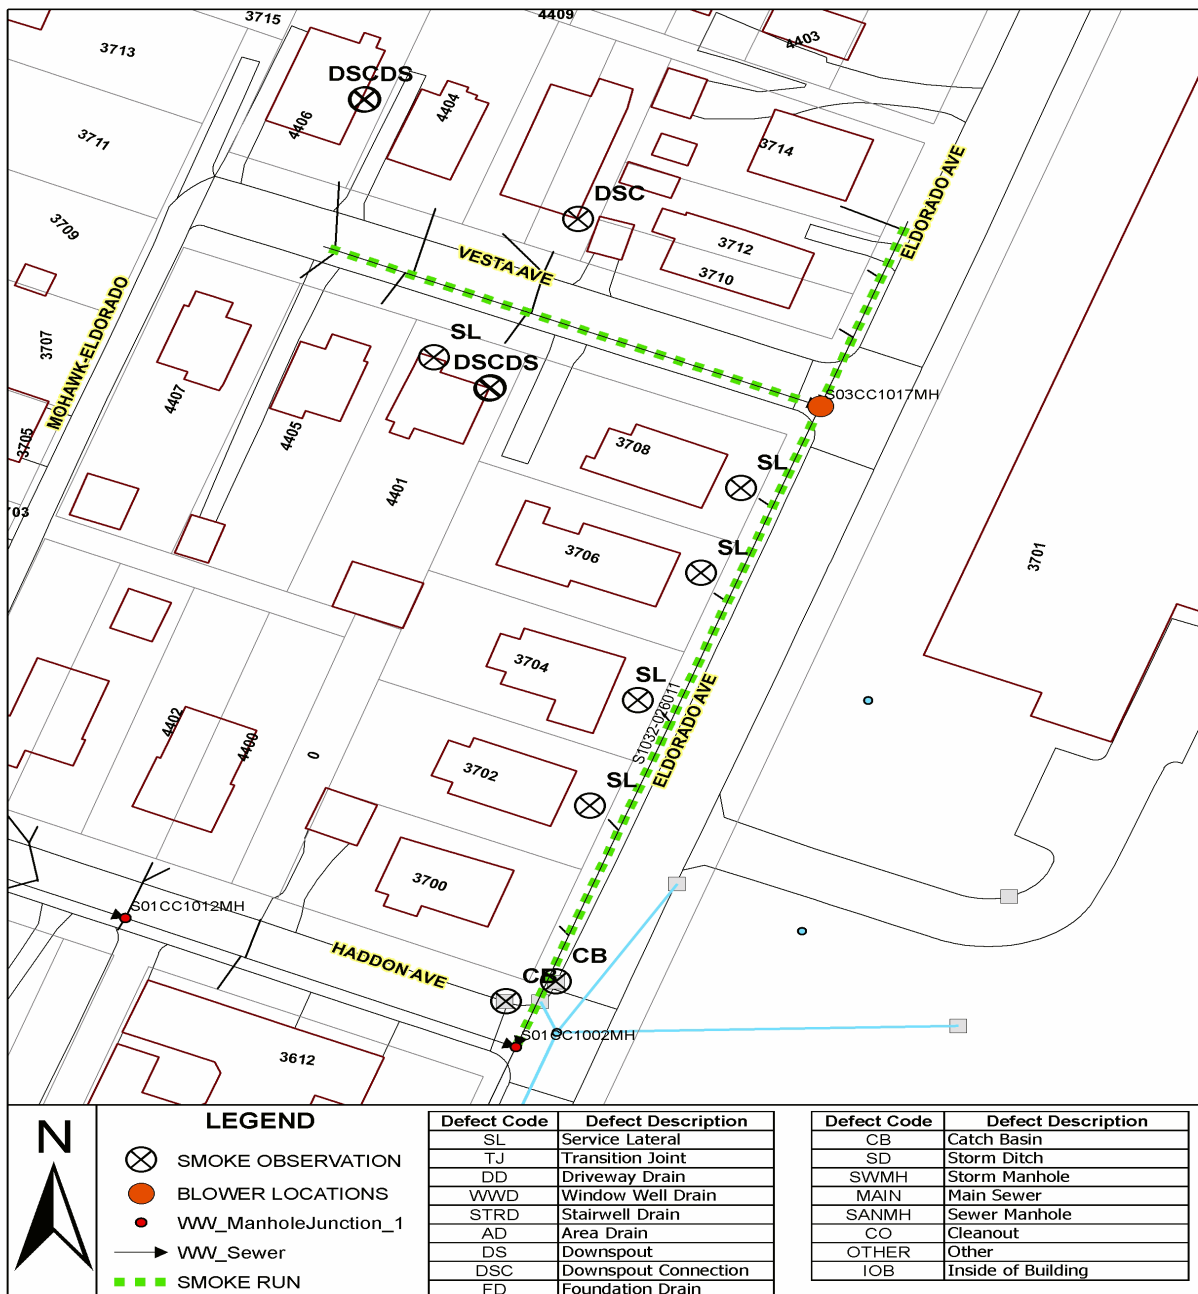 3715
4409
3713
4403
DSCDS
4404
4406
3711
3714
ELDORADO AVE
DSC
3709
3712
VESTA AVE
3710
MOHAWK-ELDORADO
SL
3707
DSCDS
4407
S03CC1017MH
3705
4405
3708
SL
4401
703
3706
SL
3701
3704
SL
S1032-026011
ELDORADO AVE
4402
4400
0
3702
SL
3700
S01CC1012MH
HADDON AVE
CB
CB
S01CC1002MH
3612
N
LEGEND
SMOKE OBSERVATION
BLOWER LOCATIONS
WW_ManholeJunction_1
WW_Sewer
SMOKE RUN
Defect Code Defect Description
SL Service Lateral
TJ Transition Joint
DD Driveway Drain
WWD Window Well Drain
STRD Stairwell Drain
AD Area Drain
DS Downspout
DSC Downspout Connection
FD Foundation Drain
Defect Code Defect Description
CB Catch Basin
SD Storm Ditch
SWMH Storm Manhole
MAIN Main Sewer
SANMH Sewer Manhole
CO Cleanout
OTHER Other
IOB Inside of Building